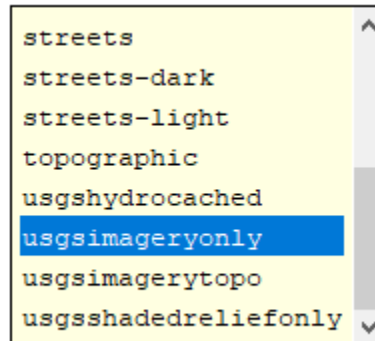 streets
streets-dark
streets-light
topographic
usgshydrocached
usgsimageryonly
usgsimagerytopo
usgsshadedreliefonly